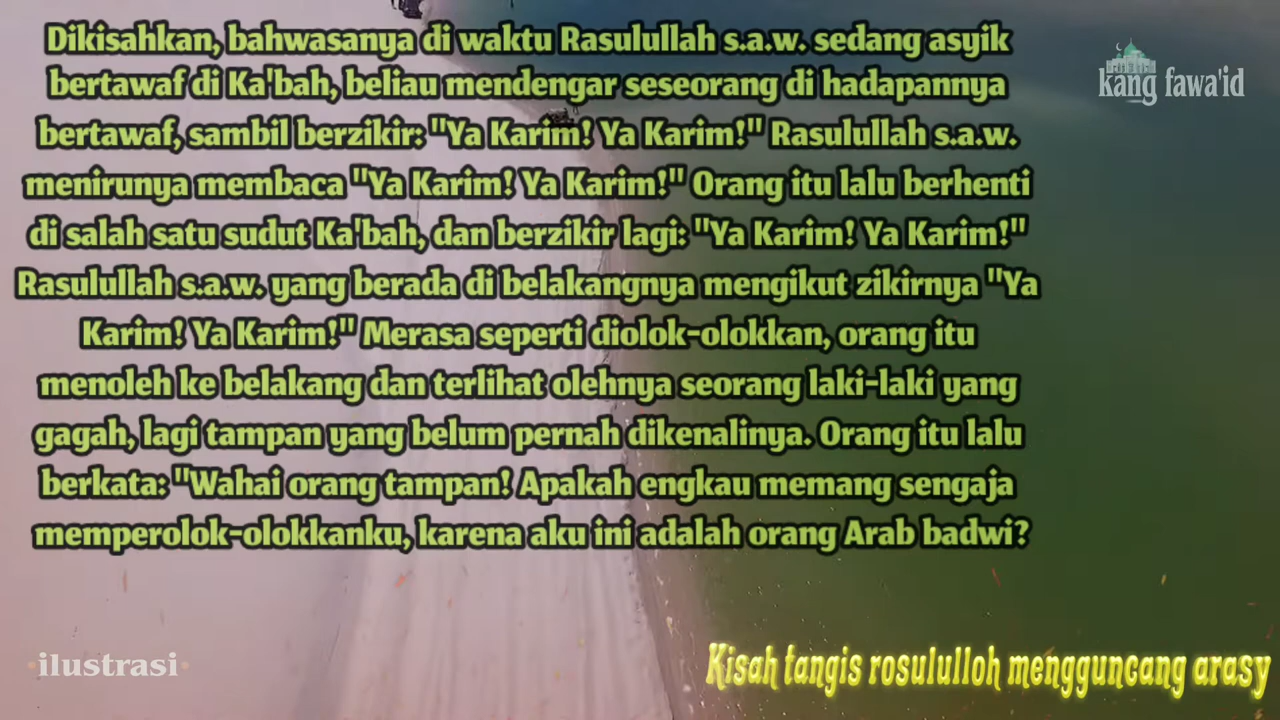 Dikisahkan, bahwasanya di waktu Rasulullah s.a.w. sedang asyik
bertawaf di Ka'bah, beliau mendengar seseorang di hadapannya
bertawaf, sambil berzikir: "Ya Karim! Ya Karim!" Rasulullah s.a.w.
menirunya membaca "Ya Karim! Ya Karim!" Orang itu lalu berhenti
di salah satu sudut Ka'bah, dan berzikir lagi: "Ya Karim! Ya Karim!"
Rasulullah s.a.w. yang berada di belakangnya mengikut zikirnya "Ya
Karim! Ya Karim!" Merasa seperti diolok-olokkan, orang itu
menoleh ke belakang dan terlihat olehnya seorang laki-laki yang
gagah, lagi tampan yang belum pernah dikenalinya. Orang itu lalu
berkata: "Wahai orang tampan! Apakah engkau memang sengaja
memperolok-olokkanku, karena aku ini adalah orang Arab badwi?
kang fawa'id
ilustrasi
Kisah tangis rosululloh mengguncang arasy